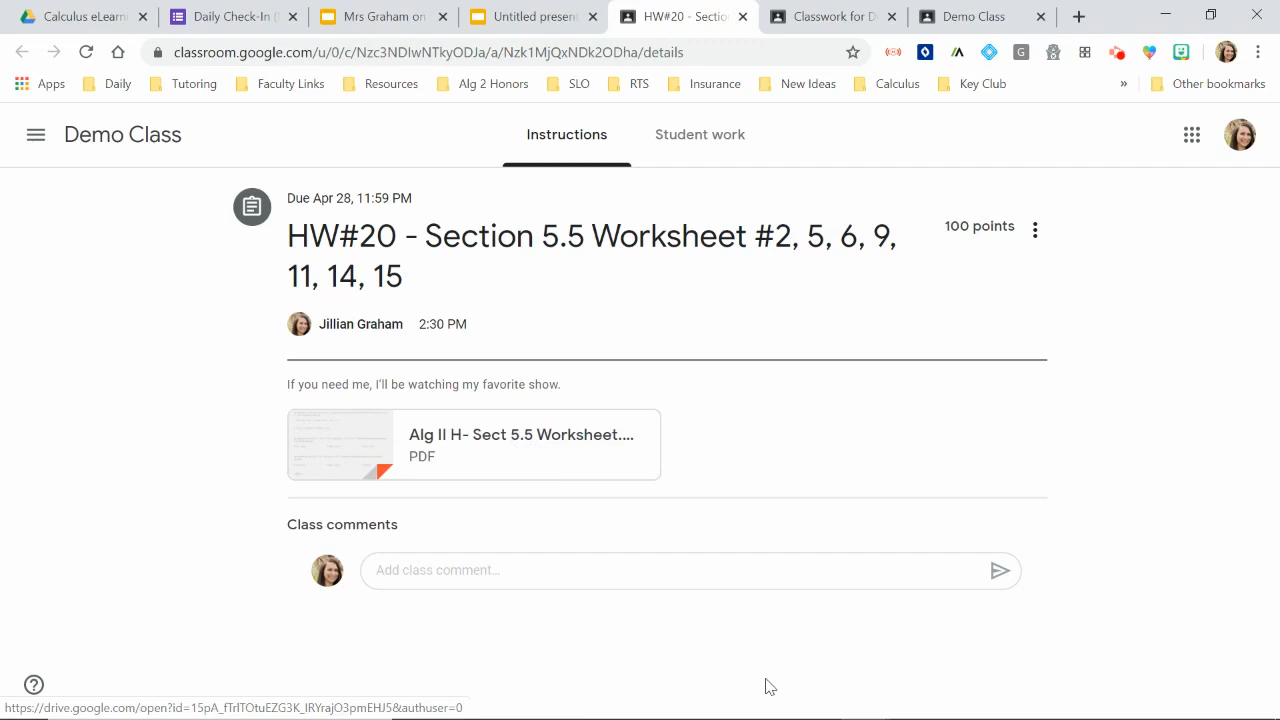 Calculus eLearni
Daily Check-In (
Mrs Graham on
Untitled present
HW#20 - Sectio
Classwork for D
Demo Class
classroom.google.com/u/0/c/Nzc3NDIwNTkyODJa/a/Nzk1MjQxNDk2ODha/details
Apps
Daily
Tutoring
Faculty Links
Resources
Alg 2 Honors
SLO
RTS
Insurance
New Ideas
Calculus
Key Club
»
Other bookmarks
Demo Class
Instructions
Student work
Due Apr 28, 11:59 PM
HW#20 - Section 5.5 Worksheet #2, 5, 6, 9,
11, 14, 15
100 points
Jillian Graham 2:30 PM
If you need me, I'll be watching my favorite show.
Alg II H- Sect 5.5 Worksheet....
PDF
Class comments
Add class comment...
https://drive.google.com/open?id=15pA_fTrITOtuEZG3K_IRYrajO3pmEHJ5&authuser=0